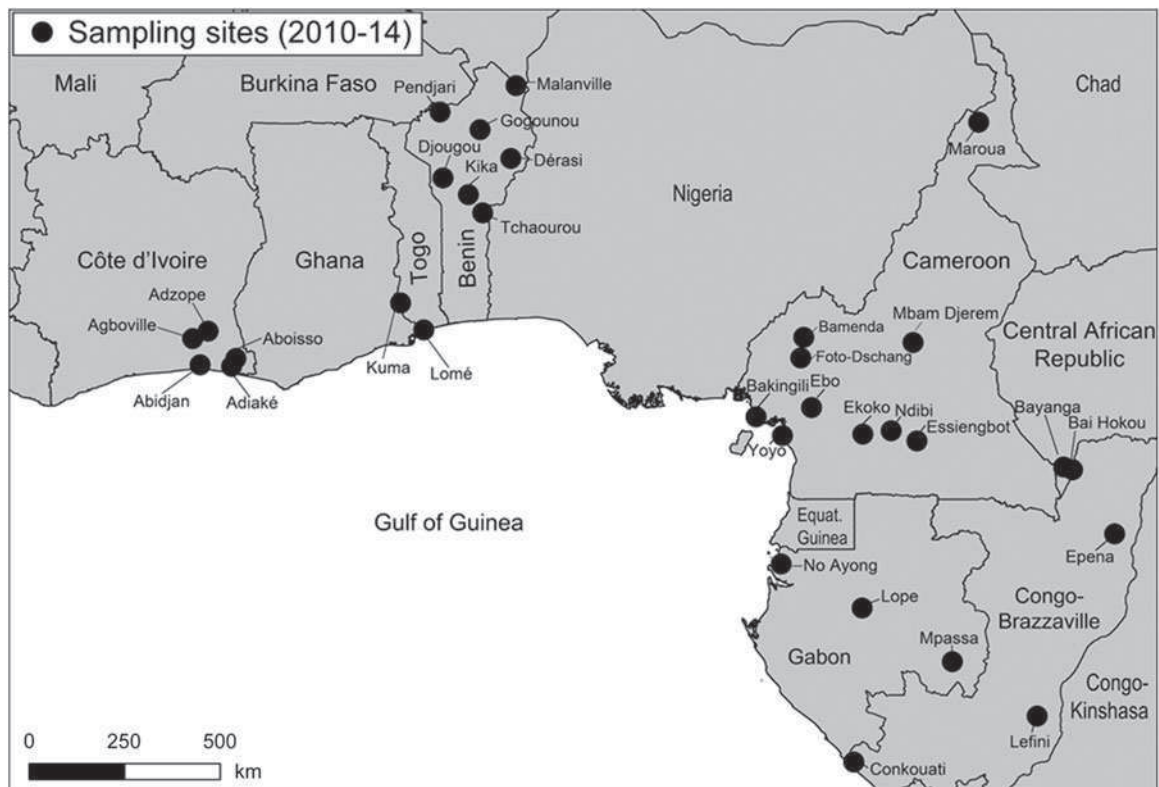 Sampling sites (2010-14)
Mali
Burkina Faso
Pendjari
Malanville
Chad
Gogounou
Maroua
Djougou
Kika
Dérasi
Nigeria
Tchaourou
Côte d'Ivoire
Ghana
Togo
Benin
Cameroon
Adzope
Agboville
Aboisso
Abidjan
Adiaké
Kuma
Lomé
Bamenda
Mbam Djerem
Foto-Dschang
Central African
Republic
Bakingili
Ebo
Ekoko
Ndibi
Essiengbot
Bayanga
Bai Hokou
Yoyo
Gulf of Guinea
Equat.
Guinea
Epena
No Ayong
Lope
Congo-
Brazzaville
Mpassa
Gabon
Congo-
Kinshasa
Lefini
Conkouati
0 250 500
km